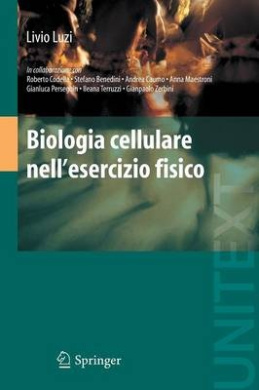 Livio Luzi
In collaborazione con
Roberto Codella • Stefano Benedini • Andrea Caumo • Anna Maestroni
Gianluca Perseghin • Ileana Terruzzi • Gianpaolo Zerbini
Biologia cellulare
nell'esercizio fisico
UNITEXT
Springer